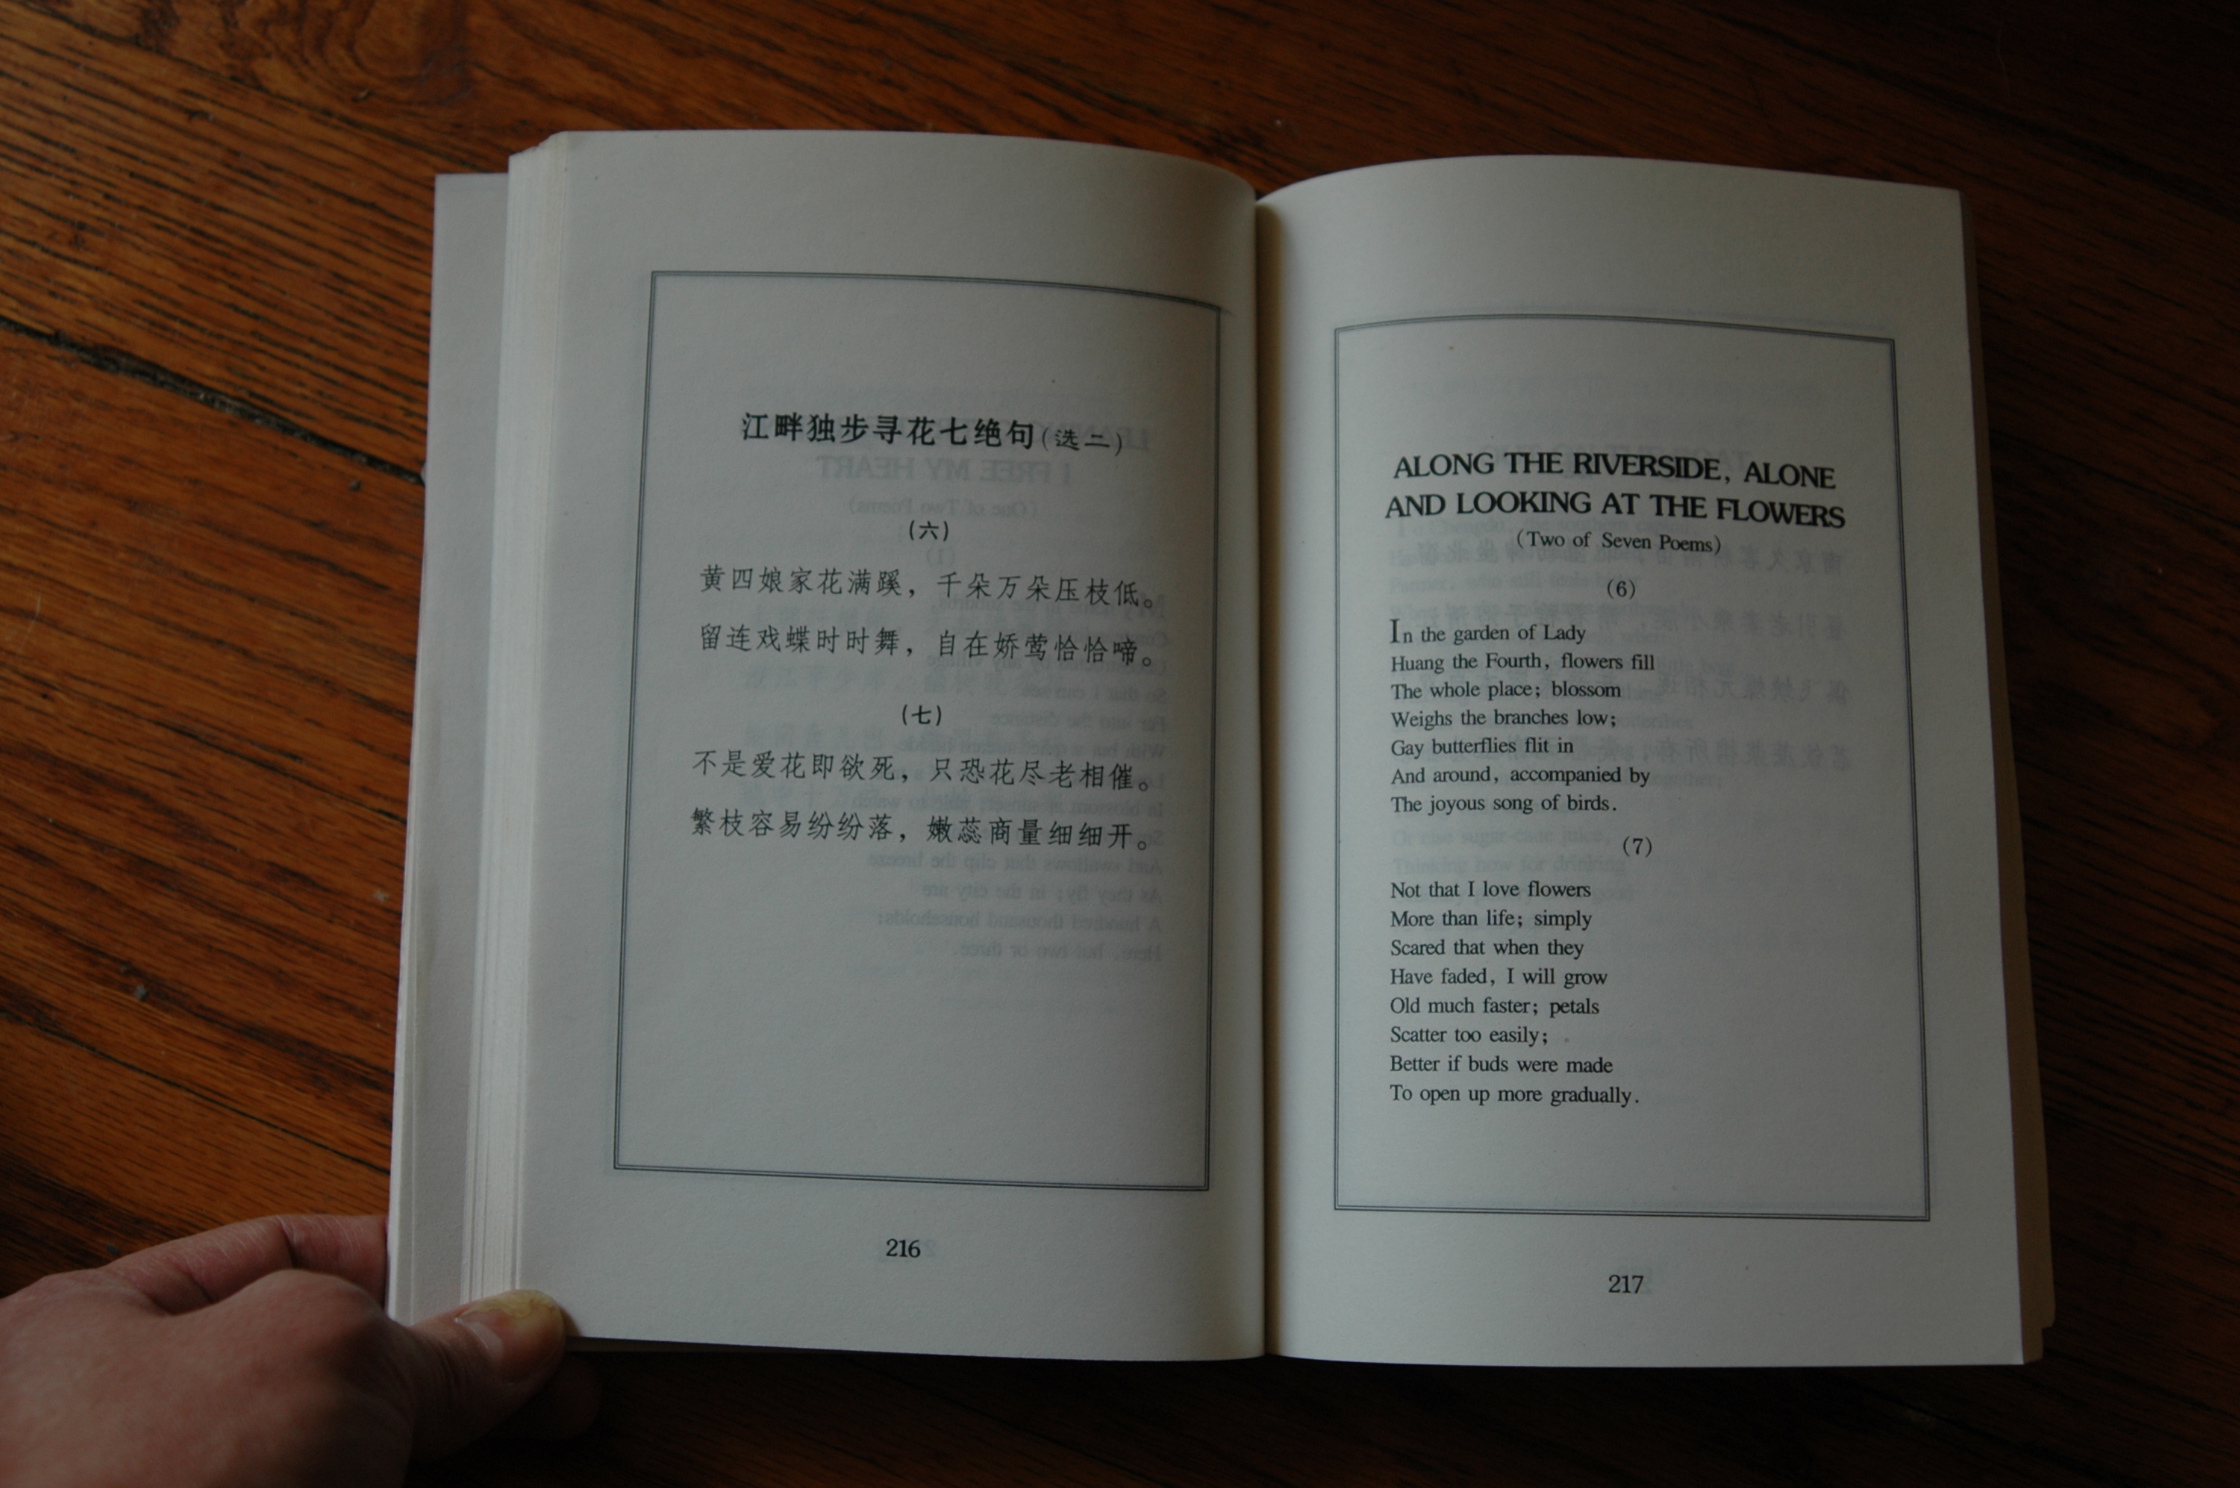 江畔独步寻花七绝句(选二)
(六)
黄四娘家花满蹊，千朵万朵压枝低。
留连戏蝶时时舞，自在娇莺恰恰啼。
(七)
不是爱花即欲死，只恐花尽老相催。
繁枝容易纷纷落，嫩蕊商量细细开。
216
ALONG THE RIVERSIDE, ALONE
AND LOOKING AT THE FLOWERS
(Two of Seven Poems)
(6)
In the garden of Lady
Huang the Fourth, flowers fill
The whole place; blossom
Weighs the branches low;
Gay butterflies flit in
And around, accompanied by
The joyous song of birds.
(7)
Not that I love flowers
More than life; simply
Scared that when they
Have faded, I will grow
Old much faster; petals
Scatter too easily;
Better if buds were made
To open up more gradually.
217